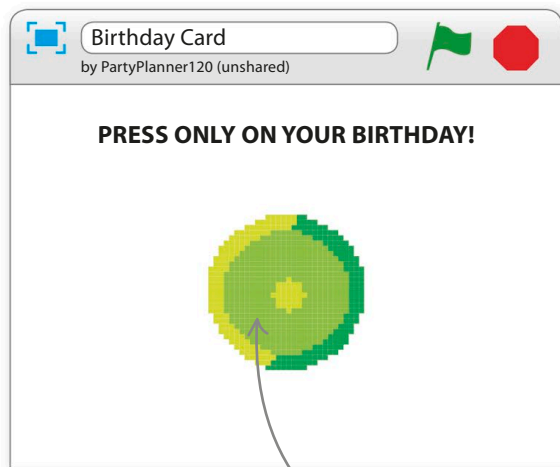 Birthday Card
by PartyPlanner120 (unshared)
PRESS ONLY ON YOUR BIRTHDAY!